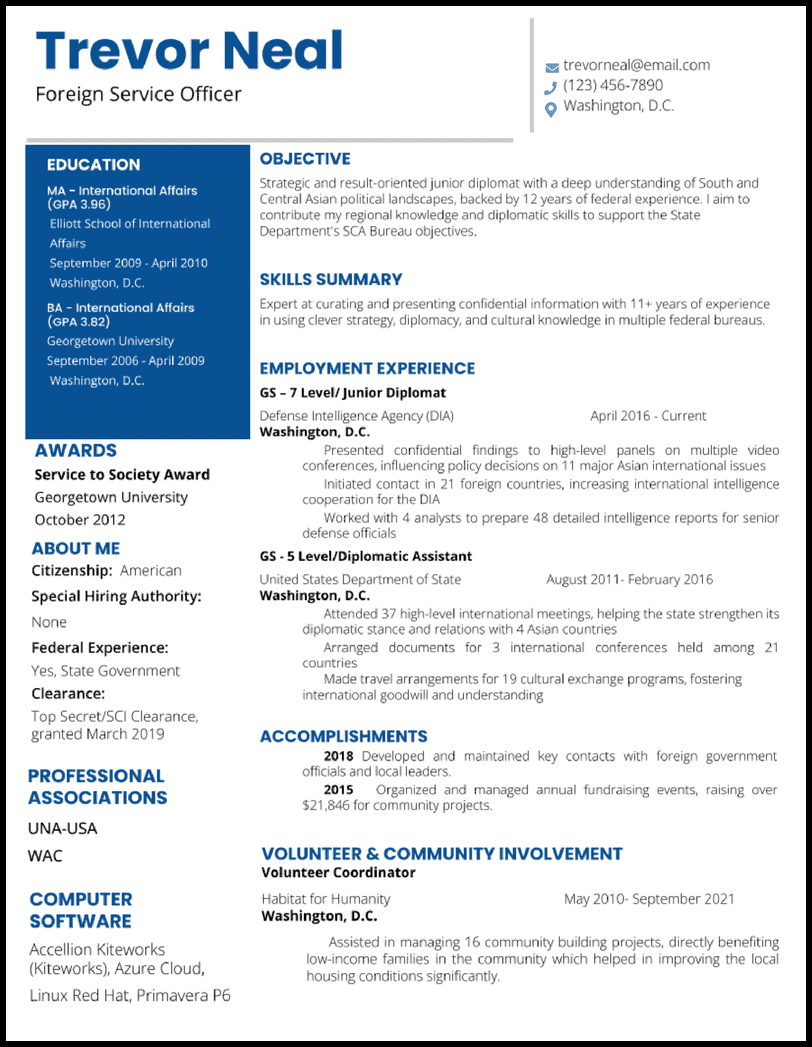 Trevor Neal
Foreign Service Officer
trevorneal@email.com
(123) 456-7890
Washington, D.C.
EDUCATION
MA – International Affairs
(GPA 3.96)
Elliott School of International
Affairs
September 2009 - April 2010
Washington, D.C.
BA – International Affairs
(GPA 3.82)
Georgetown University
September 2006 - April 2009
Washington, D.C.
AWARDS
Service to Society Award
Georgetown University
October 2012
ABOUT ME
Citizenship: American
Special Hiring Authority:
None
Federal Experience:
Yes, State Government
Clearance:
Top Secret/SCI Clearance,
granted March 2019
PROFESSIONAL
ASSOCIATIONS
UNA-USA
WAC
COMPUTER
SOFTWARE
Accellion Kiteworks
(Kiteworks), Azure Cloud,
Linux Red Hat, Primavera P6
OBJECTIVE
Strategic and result-oriented junior diplomat with a deep understanding of South and
Central Asian political landscapes, backed by 12 years of federal experience. I aim to
contribute my regional knowledge and diplomatic skills to support the State
Department's SCA Bureau objectives.
SKILLS SUMMARY
Expert at curating and presenting confidential information with 11+ years of experience
in using clever strategy, diplomacy, and cultural knowledge in multiple federal bureaus.
EMPLOYMENT EXPERIENCE
GS – 7 Level/ Junior Diplomat
Defense Intelligence Agency (DIA) April 2016 - Current
Washington, D.C.
Presented confidential findings to high-level panels on multiple video
conferences, influencing policy decisions on 11 major Asian international issues
Initiated contact in 21 foreign countries, increasing international intelligence
cooperation for the DIA
Worked with 4 analysts to prepare 48 detailed intelligence reports for senior
defense officials
GS - 5 Level/Diplomatic Assistant
United States Department of State August 2011- February 2016
Washington, D.C.
Attended 37 high-level international meetings, helping the state strengthen its
diplomatic stance and relations with 4 Asian countries
Arranged documents for 3 international conferences held among 21
countries
Made travel arrangements for 19 cultural exchange programs, fostering
international goodwill and understanding
ACCOMPLISHMENTS
2018 Developed and maintained key contacts with foreign government
officials and local leaders.
2015 Organized and managed annual fundraising events, raising over
$21,846 for community projects.
VOLUNTEER & COMMUNITY INVOLVEMENT
Volunteer Coordinator
Habitat for Humanity May 2010- September 2021
Washington, D.C.
Assisted in managing 16 community building projects, directly benefiting
low-income families in the community which helped in improving the local
housing conditions significantly.